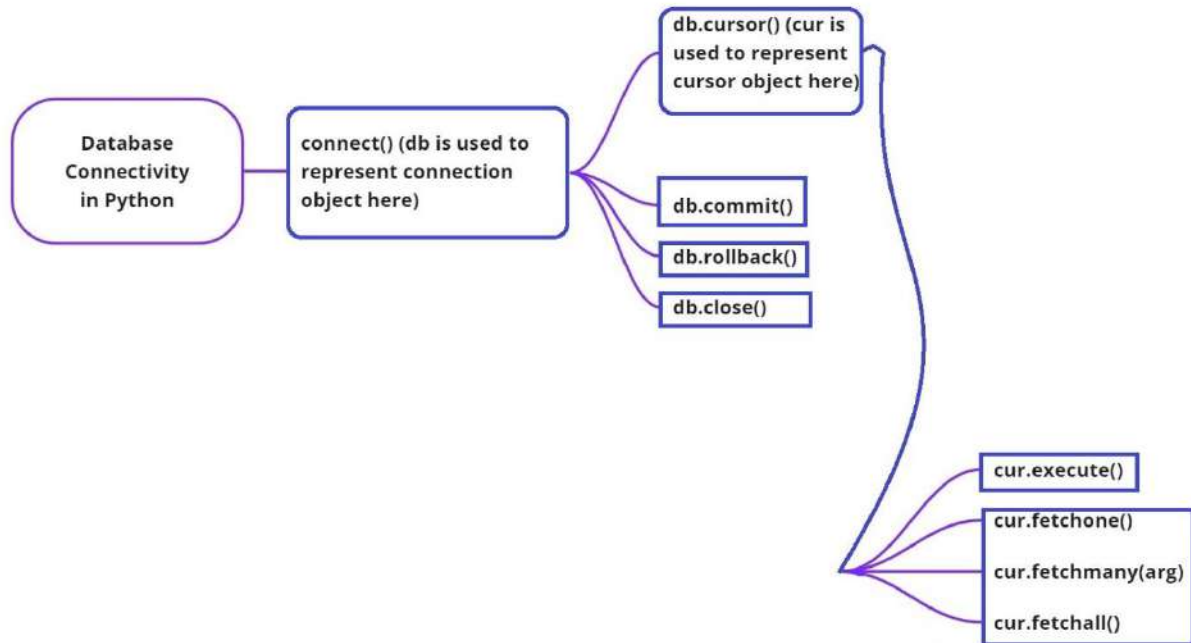 Database
Connectivity
in Python
connect() (db is used to
represent connection
object here)
db.cursor() (cur is
used to represent
cursor object here)
db.commit()
db.rollback()
db.close()
cur.execute()
cur.fetchone()
cur.fetchmany(arg)
cur.fetchall()